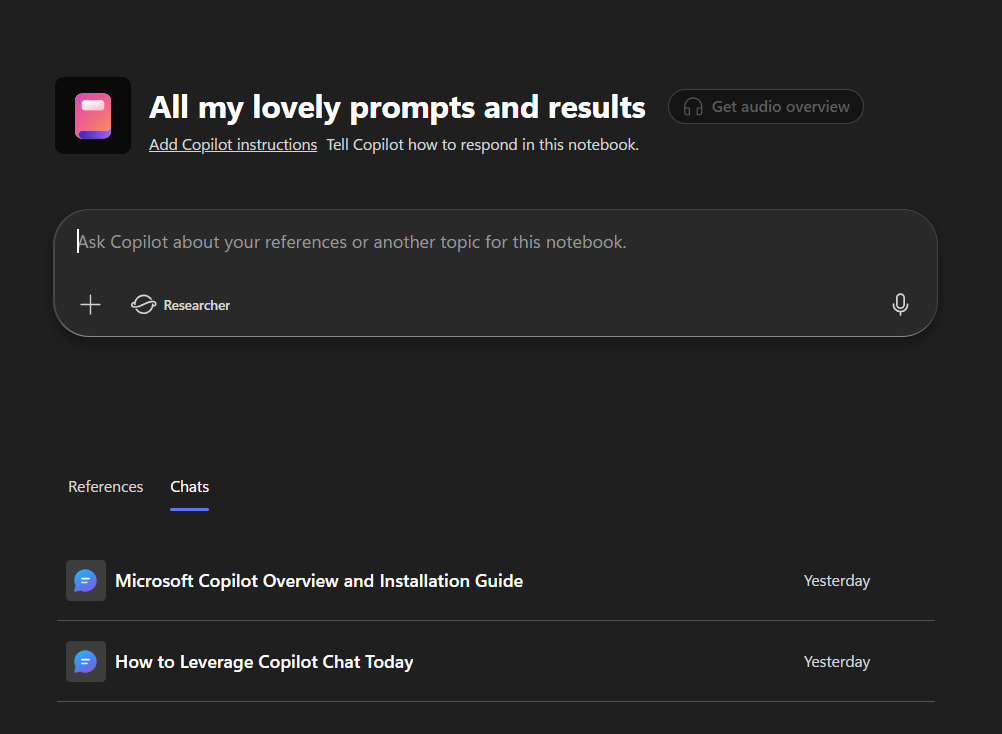 All my lovely prompts and results
Get audio overview
Add Copilot instructions Tell Copilot how to respond in this notebook.
Ask Copilot about your references or another topic for this notebook.
Researcher
References Chats
Microsoft Copilot Overview and Installation Guide Yesterday
How to Leverage Copilot Chat Today Yesterday